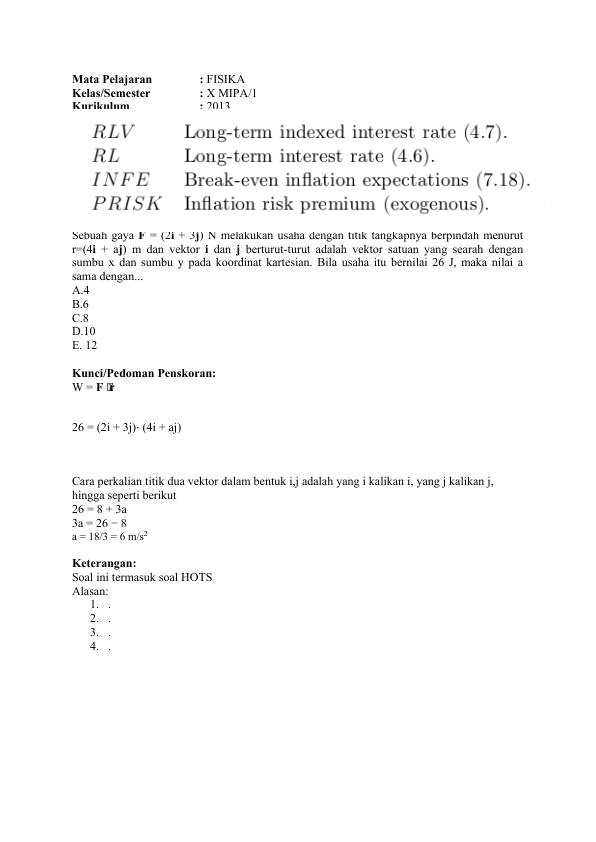 Mata Pelajaran : FISIKA
Kelas/Semester : X MIPA/1
Kurikulum : 2013
RLV Long-term indexed interest rate (4.7).
RL Long-term interest rate (4.6).
INFE Break-even inflation expectations (7.18).
PRISK Inflation risk premium (exogenous).
Sebuah gaya F = (2i + 3j) N melakukan usaha dengan titik tangkapnya berpindah menurut
r=(4i + aj) m dan vektor i dan j berturut-turut adalah vektor satuan yang searah dengan
sumbu x dan sumbu y pada koordinat kartesian. Bila usaha itu bernilai 26 J, maka nilai a
sama dengan...
A.4
B.6
C.8
D.10
E. 12
Kunci/Pedoman Penskoran:
W = F r
26 = (2i + 3j)· (4i + aj)
Cara perkalian titik dua vektor dalam bentuk i,j adalah yang i kalikan i, yang j kalikan j,
hingga seperti berikut
26 = 8 + 3a
3a = 26 − 8
a = 18/3 = 6 m/s²
Keterangan:
Soal ini termasuk soal HOTS
Alasan:
1. .
2. .
3. .
4. .